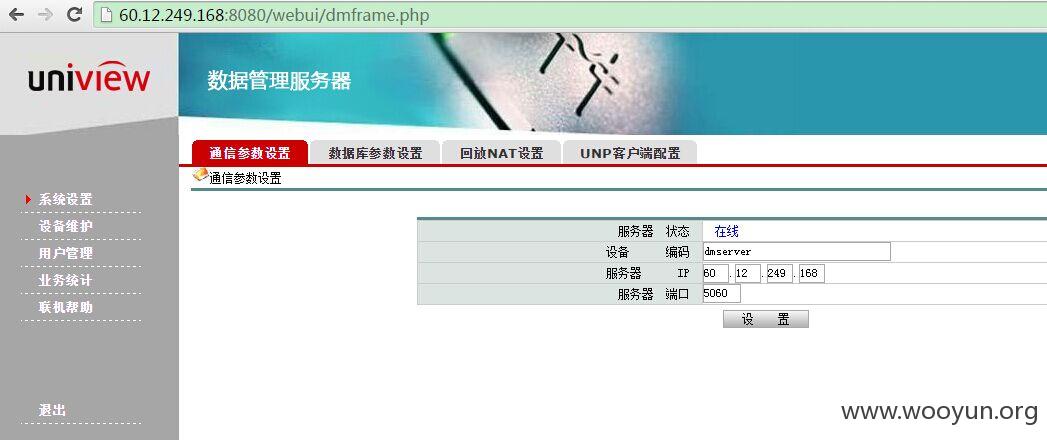 60.12.249.168:8080/webui/dmframe.php
uniview
数据管理服务器
通信参数设置 数据库参数设置 回放NAT设置 UNP客户端配置
通信参数设置
系统设置
设备维护
用户管理
业务统计
联机帮助
退出
服务器 状态 在线
设备 编码 dmserver
服务器 IP 60.12.249.168
服务器 端口 5060
设 置
www.wooyun.org